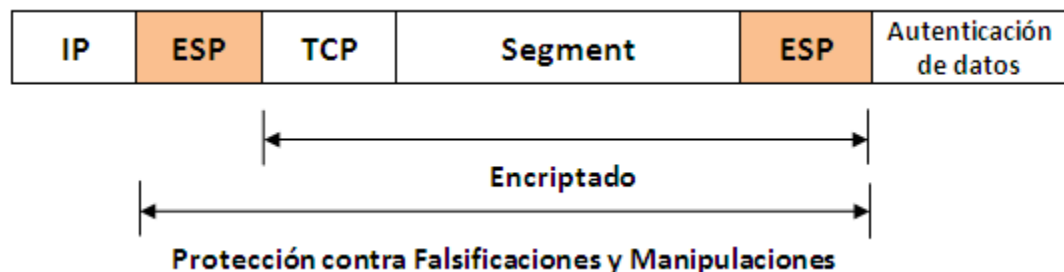 IP ESP TCP Segment ESP Autenticación
de datos
Encriptado
Protección contra Falsificaciones y Manipulaciones